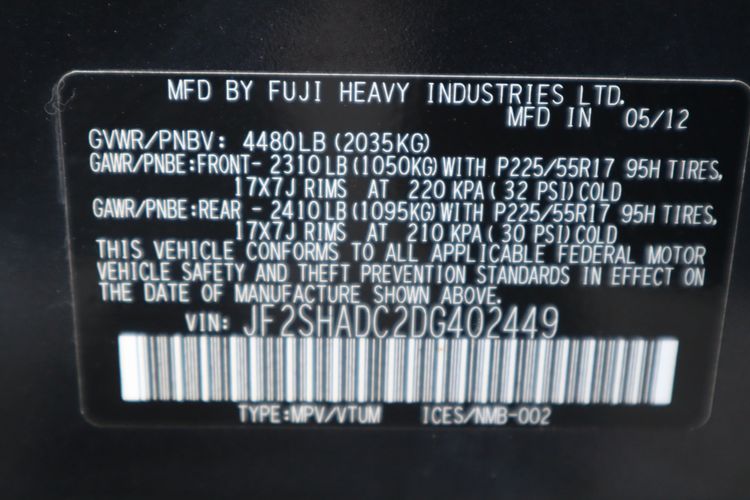 MFD BY FUJI HEAVY INDUSTRIES LTD.
MFD IN 05/12
GVWR/PNBV: 4480LB(2035KG)
GAWR/PNBE:FRONT- 2310LB(1050KG)WITH P225/55R17 95H TIRES,
17X7J RIMS AT 220 KPA( 32 PSI)COLD
GAWR/PNBE:REAR - 2410LB(1095KG)WITH P225/55R17 95H TIRES,
17X7J RIMS AT 210 KPA( 30 PSI)COLD
THIS VEHICLE CONFORMS TO ALL APPLICABLE FEDERAL MOTOR
VEHICLE SAFETY AND THEFT PREVENTION STANDARDS IN EFFECT ON
THE DATE OF MANUFACTURE SHOWN ABOVE.
VIN: JF2SHADC2DG402449
TYPE:MPV/VTUM ICES/NMB-002